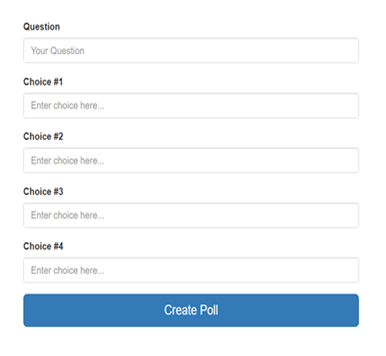 Question
Your Question
Choice #1
Enter choice here...
Choice #2
Enter choice here...
Choice #3
Enter choice here...
Choice #4
Enter choice here...
Create Poll